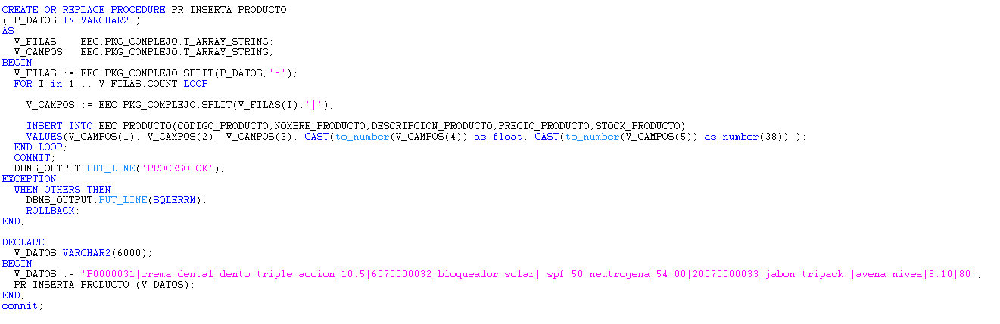 CREATE OR REPLACE PROCEDURE PR_INSERTA_PRODUCTO
( P_DATOS IN VARCHAR2 )
AS
  V_FILAS    EEC.PKG_COMPLEJO.T_ARRAY_STRING;
  V_CAMPOS   EEC.PKG_COMPLEJO.T_ARRAY_STRING;
BEGIN
  V_FILAS := EEC.PKG_COMPLEJO.SPLIT(P_DATOS,'¬');
  FOR I in 1 .. V_FILAS.COUNT LOOP
    V_CAMPOS := EEC.PKG_COMPLEJO.SPLIT(V_FILAS(I),'|');
    INSERT INTO EEC.PRODUCTO(CODIGO_PRODUCTO,NOMBRE_PRODUCTO,DESCRIPCION_PRODUCTO,PRECIO_PRODUCTO,STOCK_PRODUCTO)
    VALUES(V_CAMPOS(1), V_CAMPOS(2), V_CAMPOS(3), CAST(to_number(V_CAMPOS(4)) as float, CAST(to_number(V_CAMPOS(5)) as number(38)) );
  END LOOP;
  COMMIT;
  DBMS_OUTPUT.PUT_LINE('PROCESO OK');
EXCEPTION
  WHEN OTHERS THEN
    DBMS_OUTPUT.PUT_LINE(SQLERRM);
    ROLLBACK;
END;
DECLARE
  V_DATOS VARCHAR2(6000);
BEGIN
  V_DATOS := 'P0000031|crema dental|dento triple accion|10.5|60?0000032|bloqueador solar| spf 50 neutrogena|54.00|200?0000033|jabon tripack |avena nivea|8.10|80';
  PR_INSERTA_PRODUCTO (V_DATOS);
END;
commit;